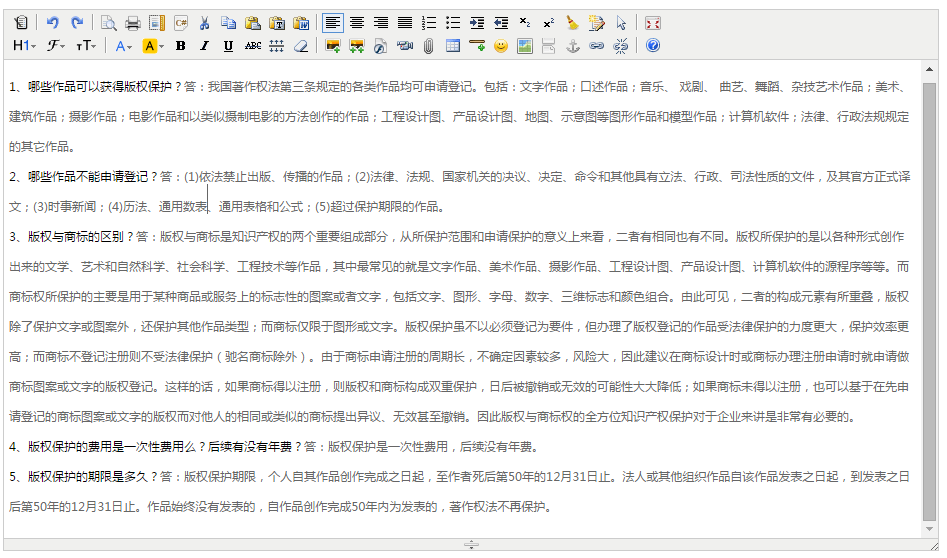 H1 F TT A A B I U ABC
1、哪些作品可以获得版权保护？答：我国著作权法第三条规定的各类作品均可申请登记。包括：文字作品；口述作品；音乐、 戏剧、 曲艺、舞蹈、杂技艺术作品；美术、
建筑作品；摄影作品；电影作品和以类似摄制电影的方法创作的作品；工程设计图、产品设计图、地图、示意图等图形作品和模型作品；计算机软件；法律、行政法规规定
的其它作品。
2、哪些作品不能申请登记？答：(1)依法禁止出版、传播的作品；(2)法律、法规、国家机关的决议、决定、命令和其他具有立法、行政、司法性质的文件，及其官方正式译
文；(3)时事新闻；(4)历法、通用数表、通用表格和公式；(5)超过保护期限的作品。
3、版权与商标的区别？答：版权与商标是知识产权的两个重要组成部分，从所保护范围和申请保护的意义上来看，二者有相同也有不同。版权所保护的是以各种形式创作
出来的文学、艺术和自然科学、社会科学、工程技术等作品，其中最常见的就是文字作品、美术作品、摄影作品、工程设计图、产品设计图、计算机软件的源程序等等。而
商标权所保护的主要是用于某种商品或服务上的标志性的图案或者文字，包括文字、图形、字母、数字、三维标志和颜色组合。由此可见，二者的构成元素有所重叠，版权
除了保护文字或图案外，还保护其他作品类型；而商标仅限于图形或文字。版权保护虽不以必须登记为要件，但办理了版权登记的作品受法律保护的力度更大，保护效率更
高；而商标不登记注册则不受法律保护（驰名商标除外）。由于商标申请注册的周期长，不确定因素较多，风险大，因此建议在商标设计时或商标办理注册申请时就申请做
商标图案或文字的版权登记。这样的话，如果商标得以注册，则版权和商标构成双重保护，日后被撤销或无效的可能性大大降低；如果商标未得以注册，也可以基于在先申
请登记的商标图案或文字的版权而对他人的相同或类似的商标提出异议、无效甚至撤销。因此版权与商标权的全方位知识产权保护对于企业来讲是非常有必要的。
4、版权保护的费用是一次性费用么？后续有没有年费？答：版权保护是一次性费用，后续没有年费。
5、版权保护的期限是多久？答：版权保护期限，个人自其作品创作完成之日起，至作者死后第50年的12月31日止。法人或其他组织作品自该作品发表之日起，到发表之日
后第50年的12月31日止。作品始终没有发表的，自作品创作完成50年内为发表的，著作权法不再保护。